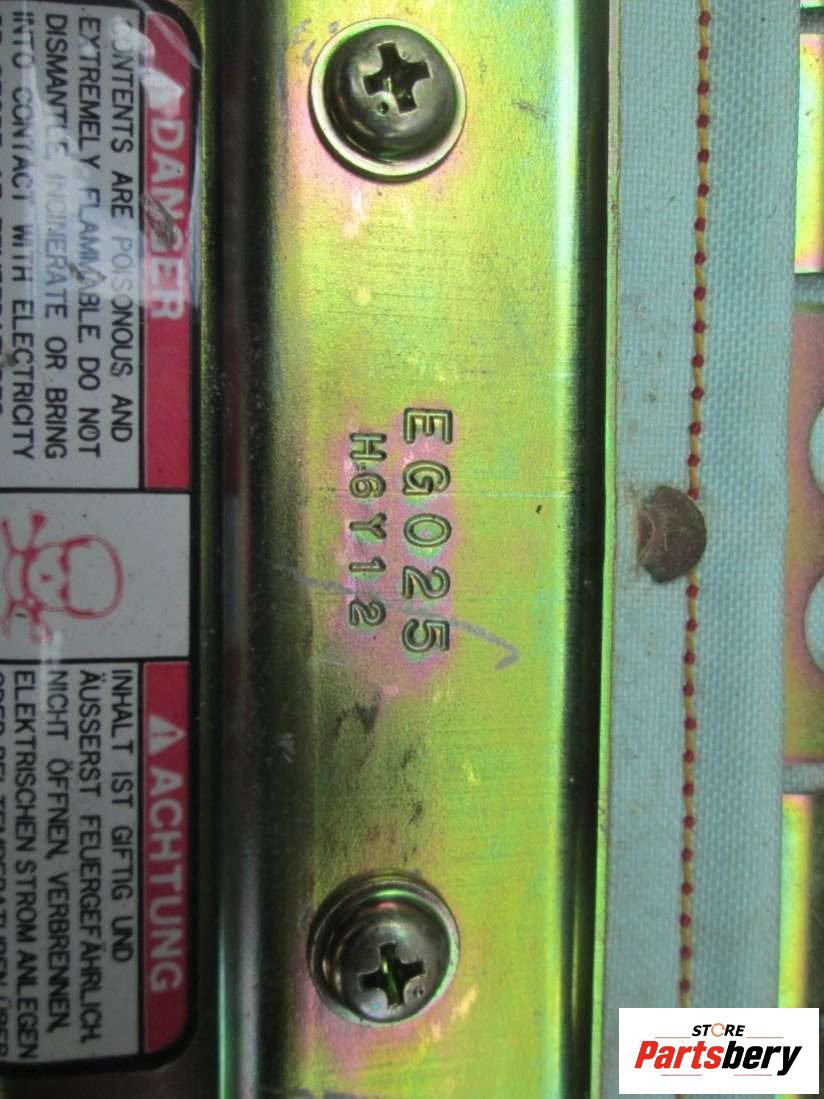 DANGER
CONTENTS ARE POISONOUS AND
EXTREMELY FLAMMABLE. DO NOT
DISMANTLE, INCINERATE OR BRING
INTO CONTACT WITH ELECTRICITY
ACHTUNG
INHALT IST GIFTIG UND
ÄUSSERST FEUERGEFÄHRLICH.
NICHT ÖFFNEN, VERBRENNEN,
ELEKTRISCHEN STROM ANLEGEN
EG025
H6Y12
STORE
Partsbery